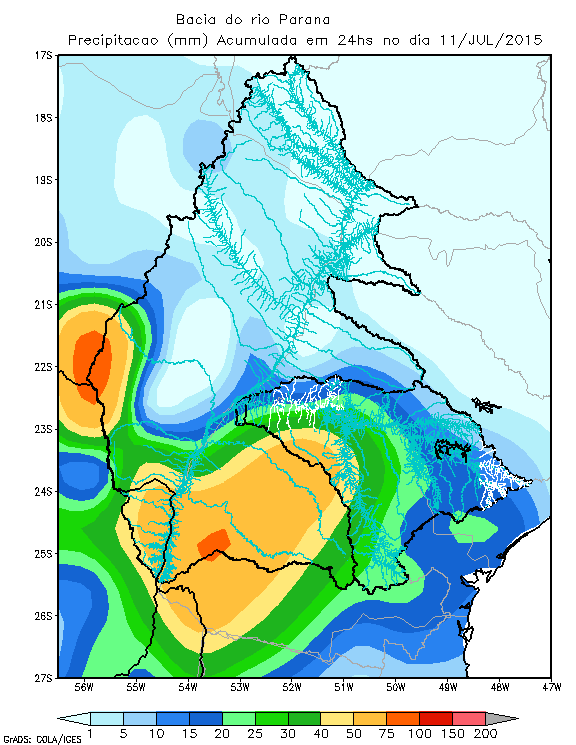 Bacia do rio Parana
Precipitacao (mm) Acumulada em 24hs no dia 11/JUL/2015
17S
18S
19S
20S
21S
22S
23S
24S
25S
26S
27S
56W 55W 54W 53W 52W 51W 50W 49W 48W 47W
1 5 10 15 20 25 30 40 50 75 100 150 200
GrADS: COLA/IGES